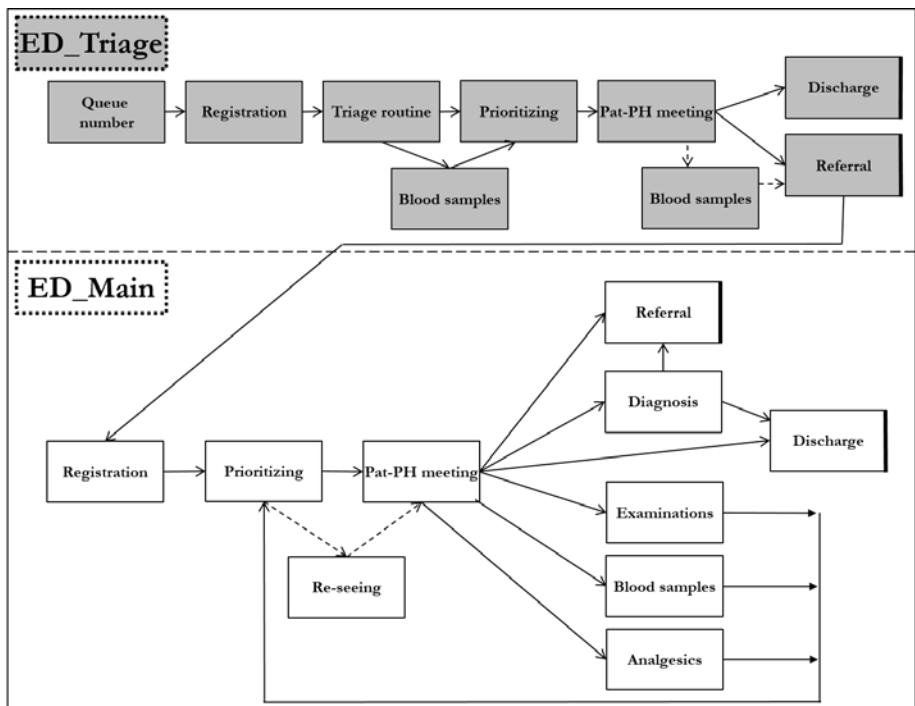 ED_Triage
Queue
number
Registration
Triage routine
Prioritizing
Pat-PH meeting
Discharge
Referral
Blood samples
Blood samples
ED_Main
Referral
Diagnosis
Discharge
Registration
Prioritizing
Pat-PH meeting
Examinations
Re-seeing
Blood samples
Analgesics